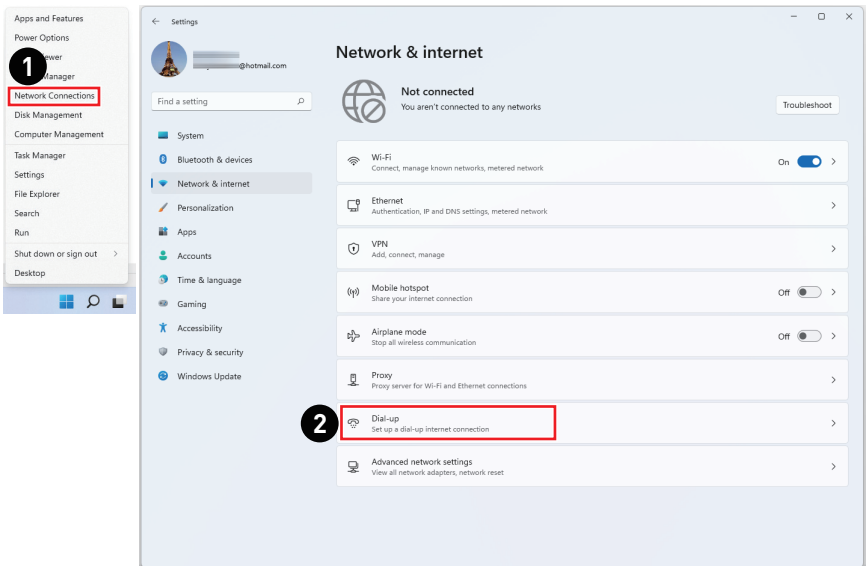 Apps and Features
Power Options
ewer
1
Manager
Network Connections
Disk Management
Computer Management
Task Manager
Settings
File Explorer
Search
Run
Shut down or sign out
Desktop
Settings
@hotmail.com
Find a setting
System
Bluetooth & devices
Network & internet
Personalization
Apps
Accounts
Time & language
Gaming
Accessibility
Privacy & security
Windows Update
Network & internet
Not connected
You aren't connected to any networks
Troubleshoot
Wi-Fi
Connect, manage known networks, metered network
On
Ethernet
Authentication, IP and DNS settings, metered network
VPN
Add, connect, manage
Mobile hotspot
Share your internet connection
Off
Airplane mode
Stop all wireless communication
Off
Proxy
Proxy server for Wi-Fi and Ethernet connections
2
Dial-up
Set up a dial-up internet connection
Advanced network settings
View all network adapters, network reset